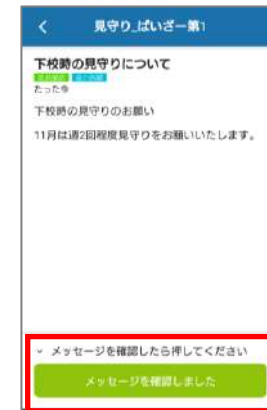 見守り_ばいざー第1
下校時の見守りについて
たった今
下校時の見守りのお願い
11月は週2回程度見守りをお願いいたします。
メッセージを確認したら押してください
メッセージを確認しました